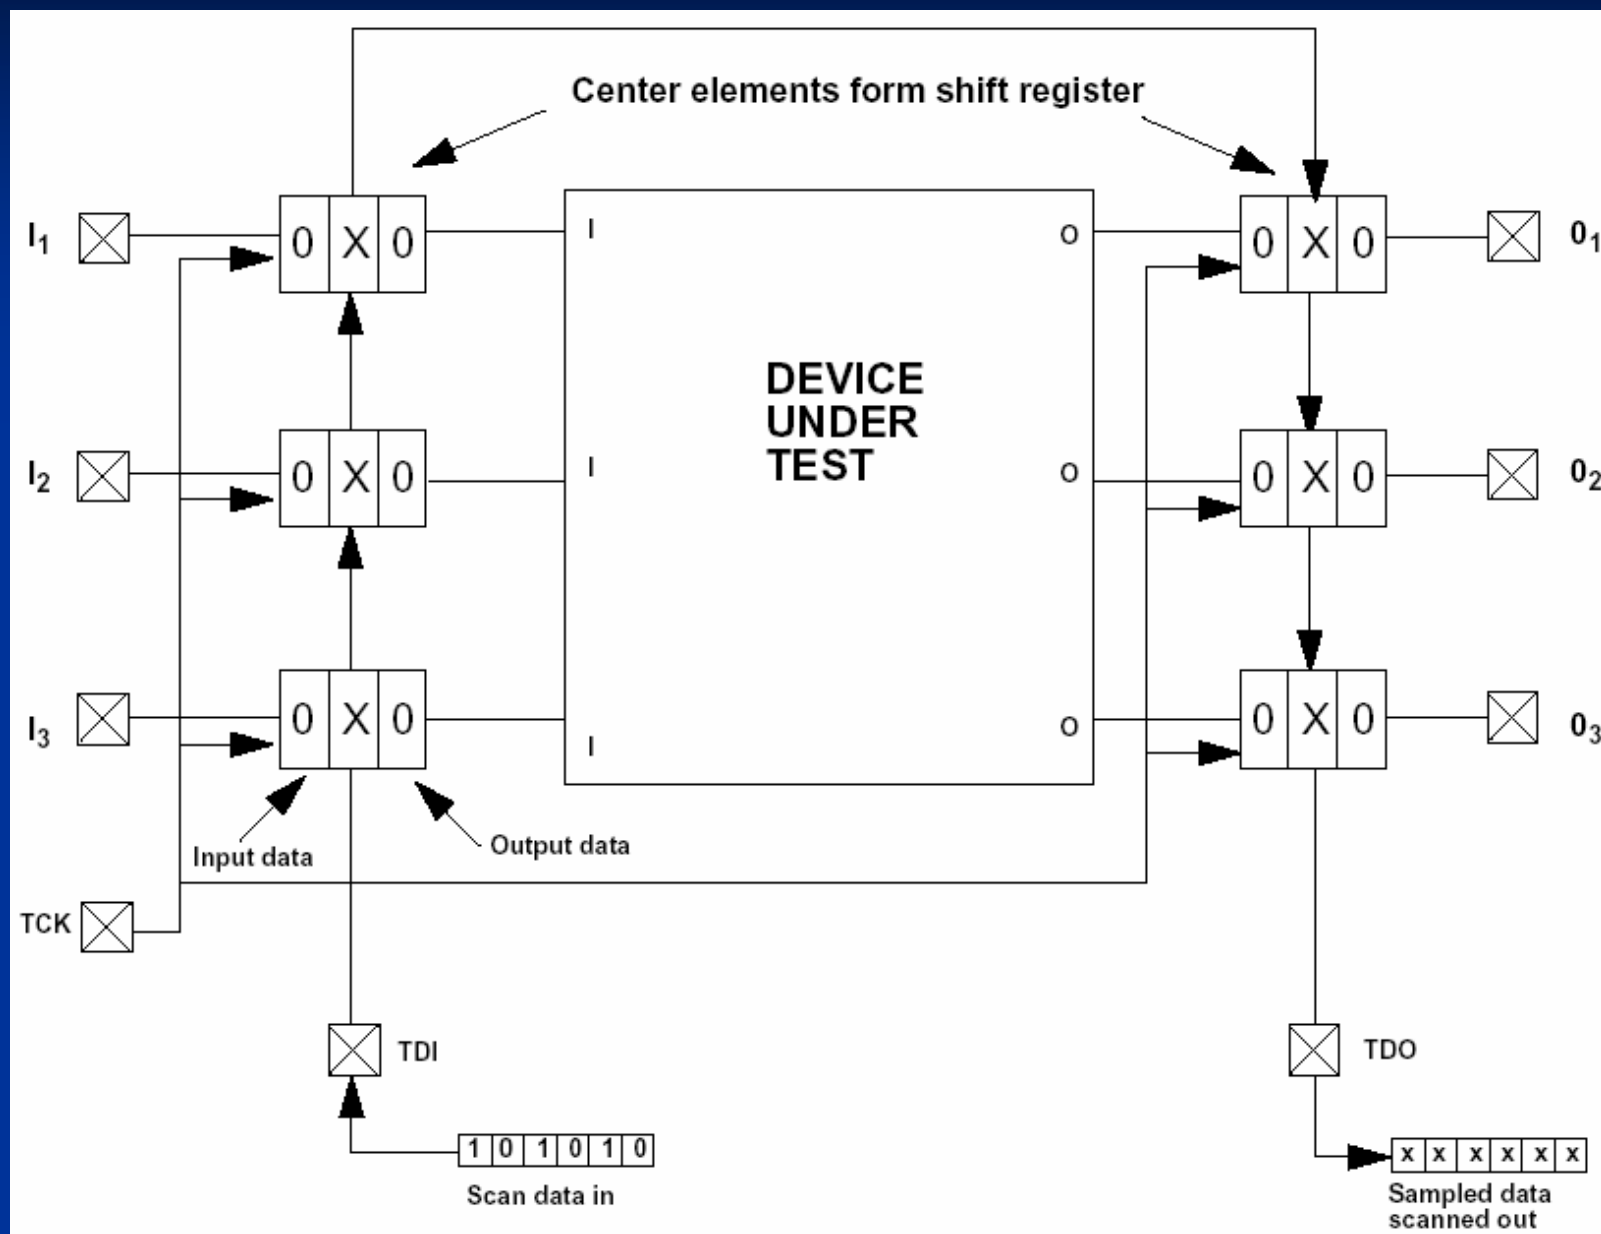 Center elements form shift register
I1
0 X 0
I
O
0 X 0
01
DEVICE
UNDER
TEST
I2
0 X 0
I
O
0 X 0
02
I3
0 X 0
I
O
0 X 0
03
Input data
Output data
TCK
TDI
TDO
1 0 1 0 1 0
x x x x x x
Scan data in
Sampled data
scanned out